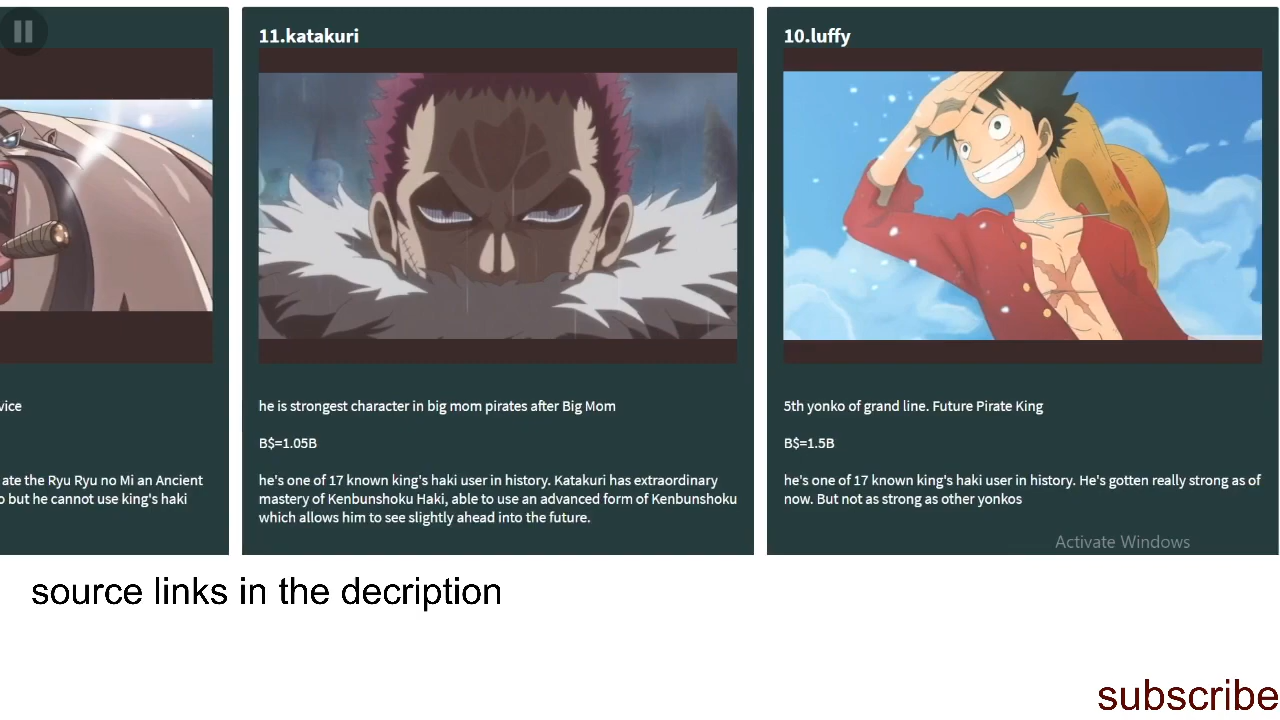 vice
ate the Ryu Ryu no Mi an Ancient
o but he cannot use king's haki
11.katakuri
he is strongest character in big mom pirates after Big Mom
B$=1.05B
he's one of 17 known king's haki user in history. Katakuri has extraordinary
mastery of Kenbunshoku Haki, able to use an advanced form of Kenbunshoku
which allows him to see slightly ahead into the future.
10.luffy
5th yonko of grand line. Future Pirate King
B$=1.5B
he's one of 17 known king's haki user in history. He's gotten really strong as of
now. But not as strong as other yonkos
Activate Windows
source links in the decription
subscribe